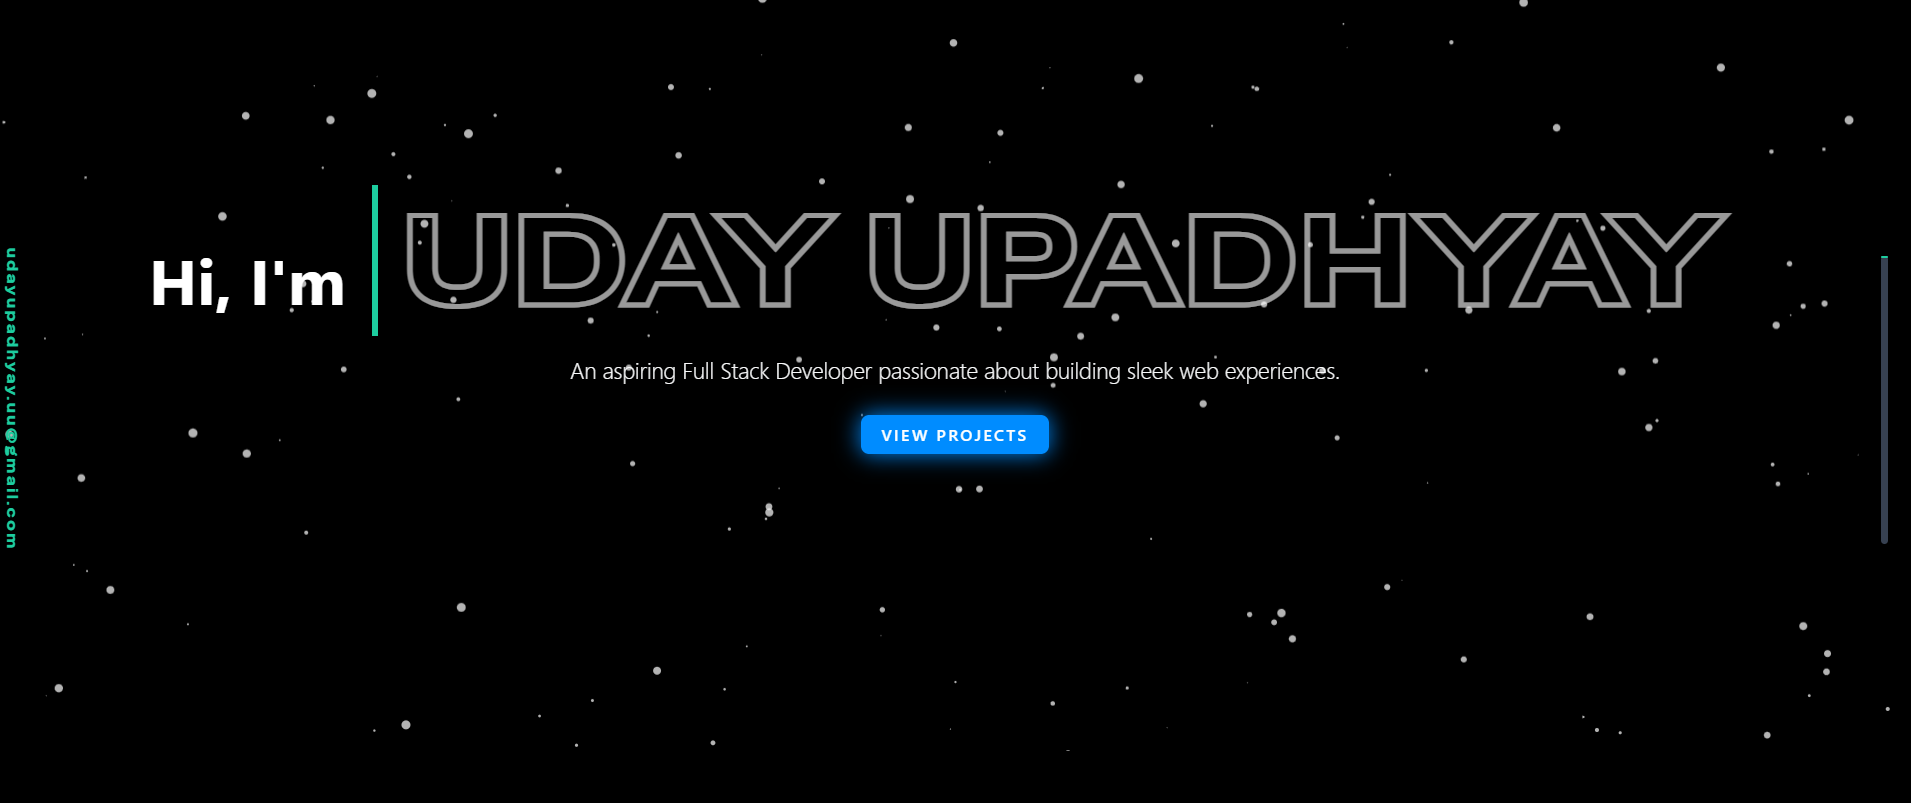 Hi, I'm
UDAY UPADHYAY
An aspiring Full Stack Developer passionate about building sleek web experiences.
VIEW PROJECTS
udayupadhyay.uu@gmail.com